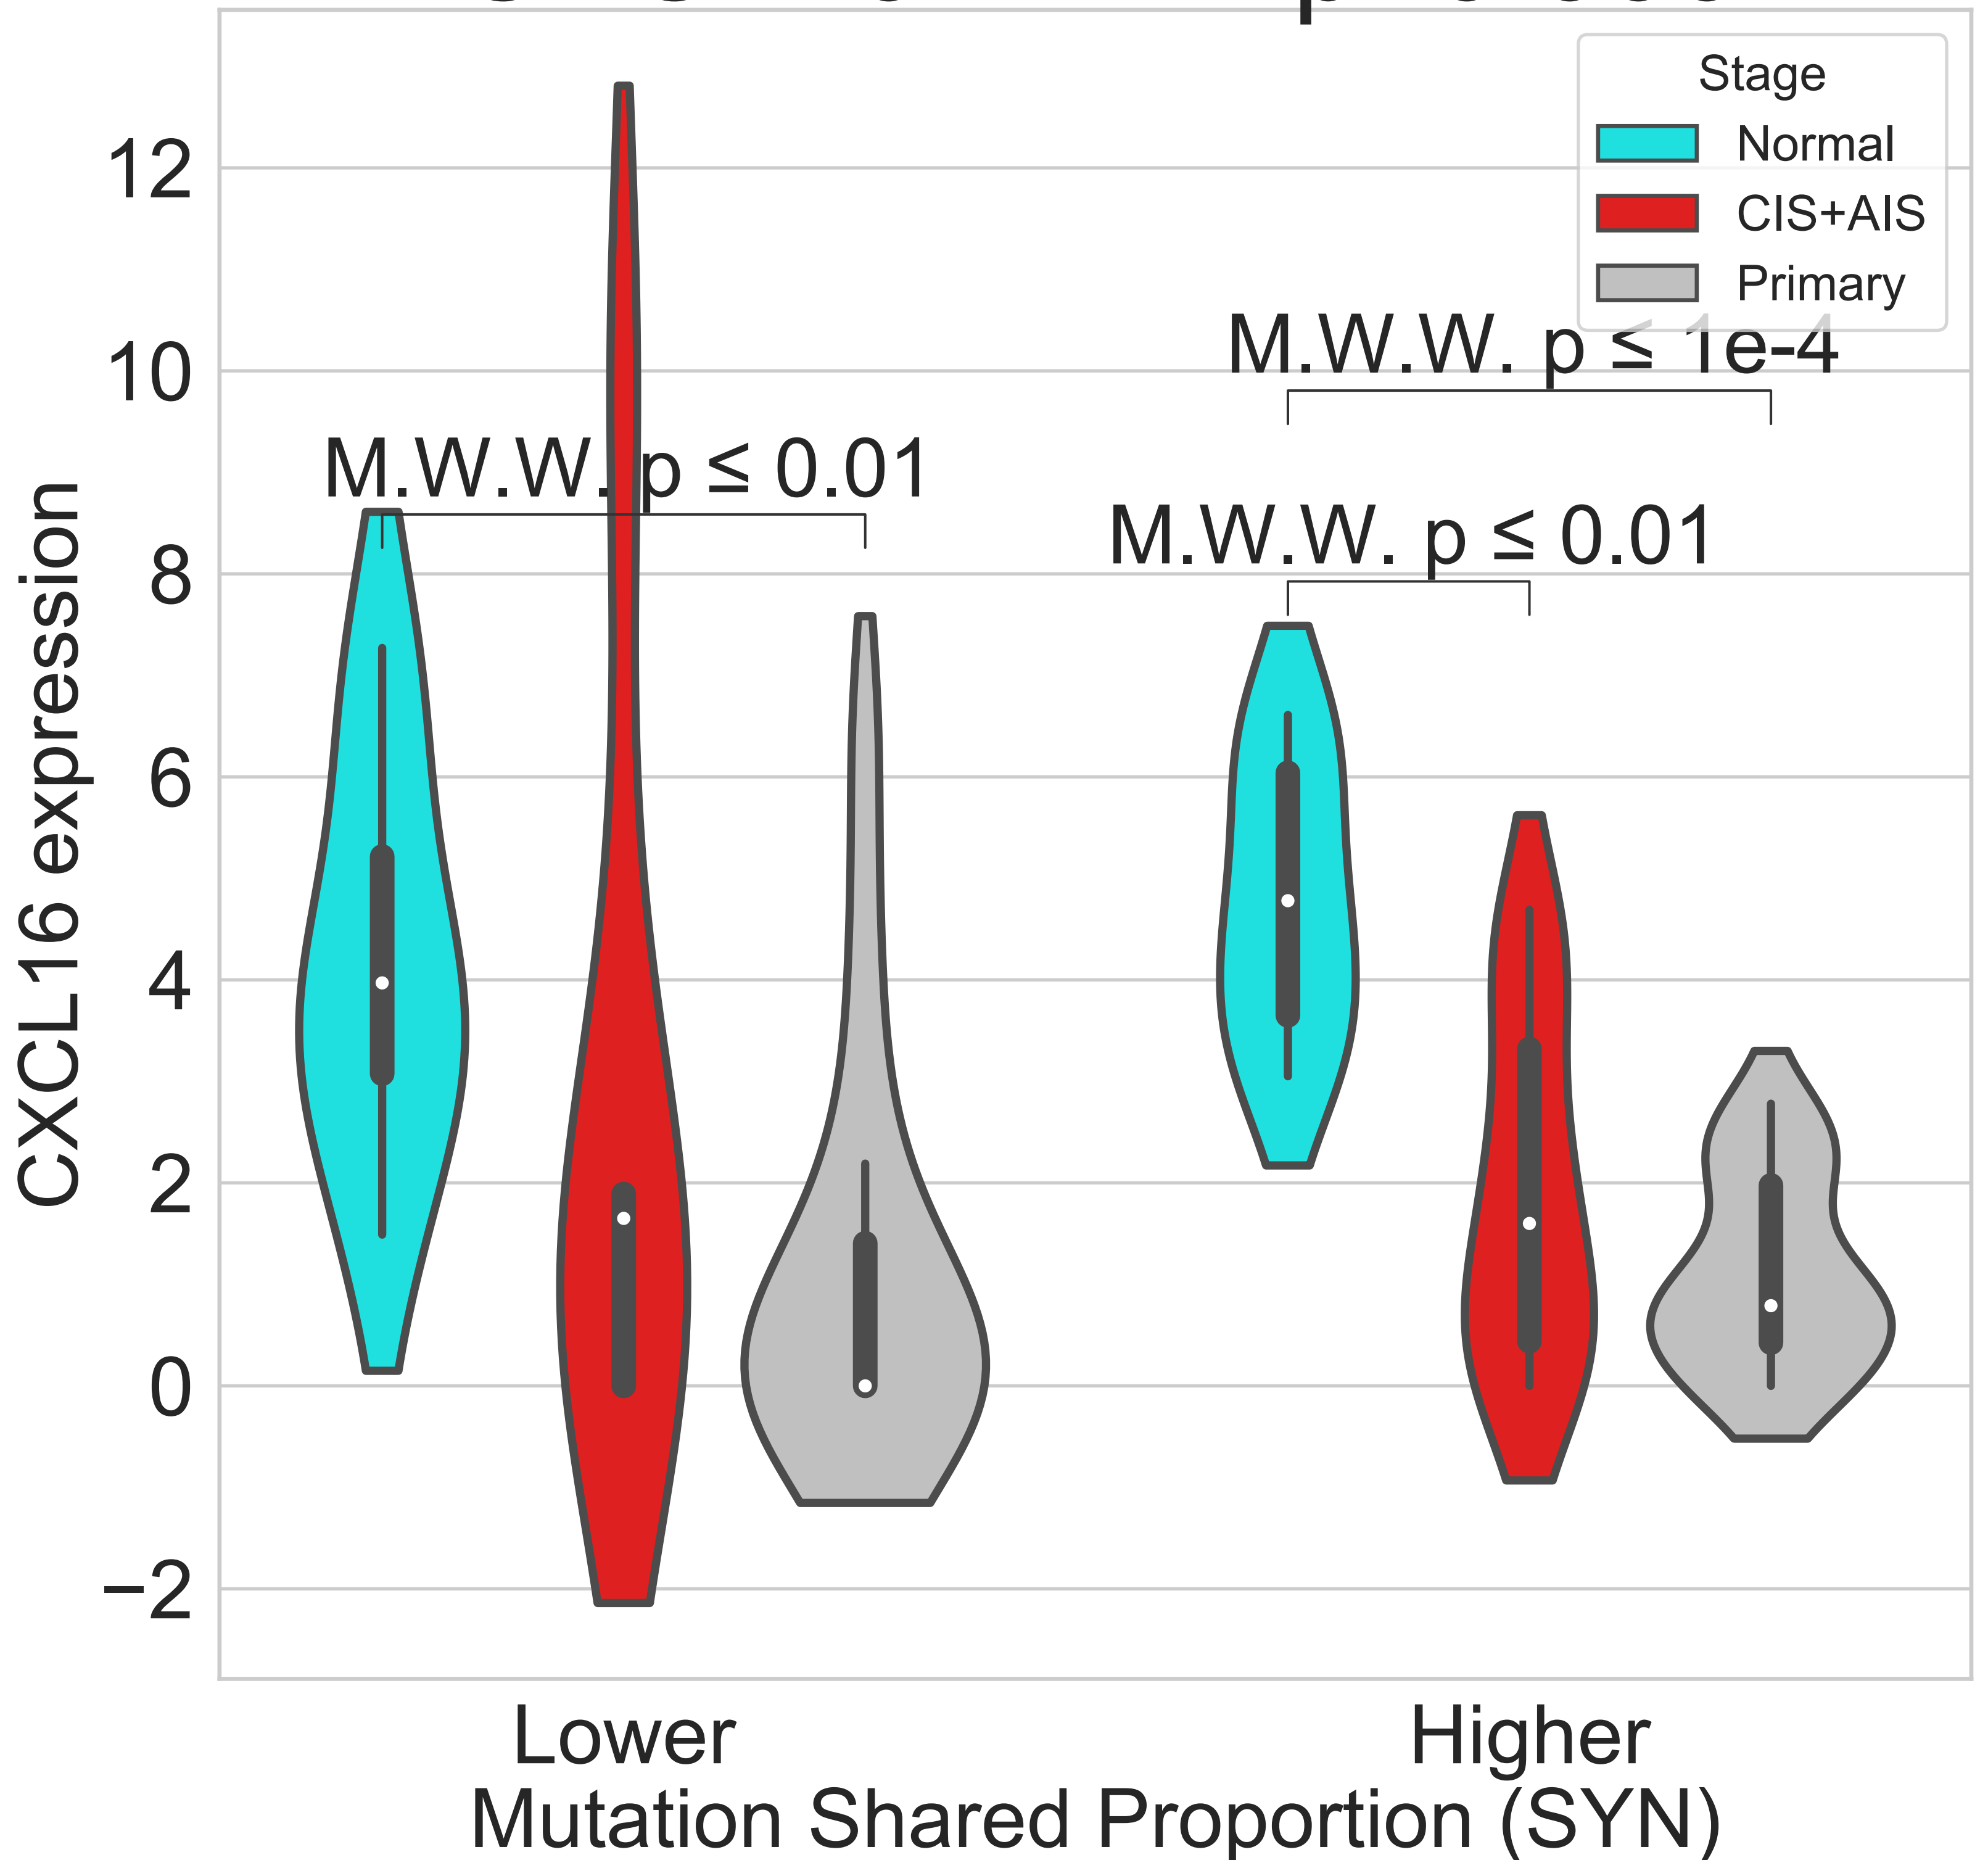 Stage
Normal
CIS+AIS
Primary
M.W.W. p ≤ 1e-4
M.W.W. p ≤ 0.01
M.W.W. p ≤ 0.01
CXCL16 expression
12
10
8
6
4
2
0
−2
Lower
Higher
Mutation Shared Proportion (SYN)